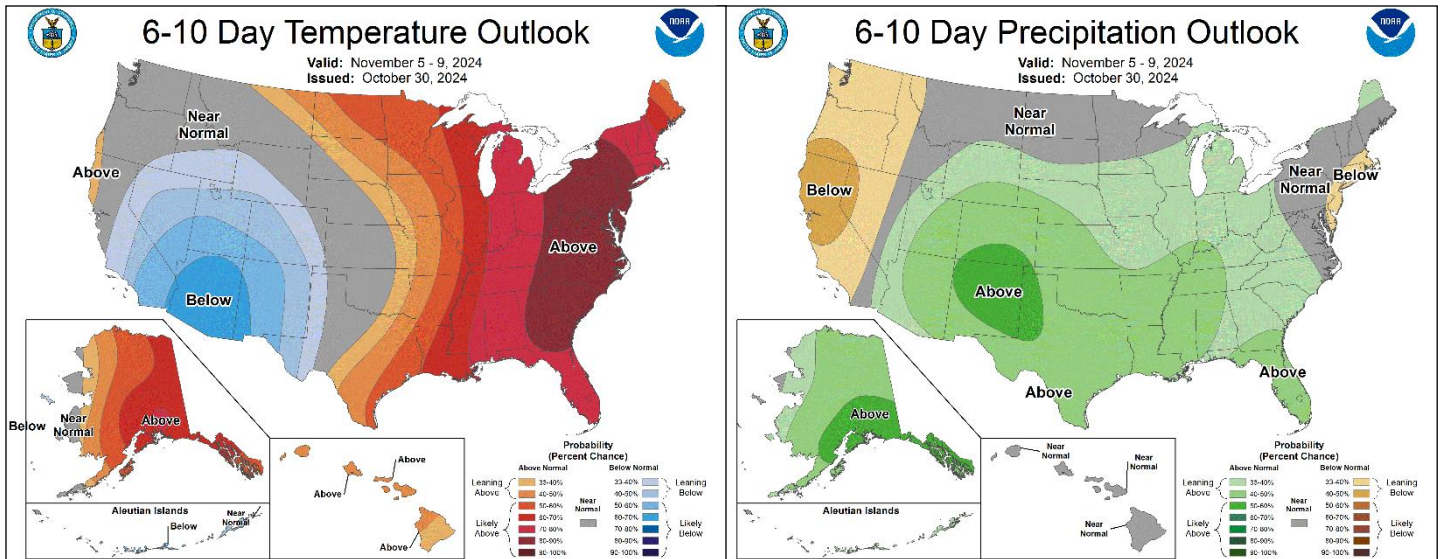 6-10 Day Temperature Outlook
NOAA
Valid: November 5 - 9, 2024
Issued: October 30, 2024
Near
Normal
Above
Above
Below
Near
Normal
Above
Below
Above
Above
Above
Aleutian Islands
Below
Near
Normal
Probability
(Percent Chance)
Above Normal
Below Normal
Leaning
Above
33-40%
40-50%
50-60%
Likely
Above
60-70%
70-80%
80-90%
90-100%
Near
Normal
33-40%
40-50%
50-60%
Leaning
Below
60-70%
70-80%
80-90%
90-100%
Likely
Below
6-10 Day Precipitation Outlook
NOAA
Valid: November 5 - 9, 2024
Issued: October 30, 2024
Near
Normal
Below
Near
Normal
Below
Above
Above
Above
Above
Near
Normal
Near
Normal
Near
Normal
Aleutian Islands
Probability
(Percent Chance)
Above Normal
Below Normal
Leaning
Above
33-40%
40-50%
50-60%
Likely
Above
60-70%
70-80%
80-90%
90-100%
Near
Normal
33-40%
40-50%
50-60%
Leaning
Below
60-70%
70-80%
80-90%
90-100%
Likely
Below